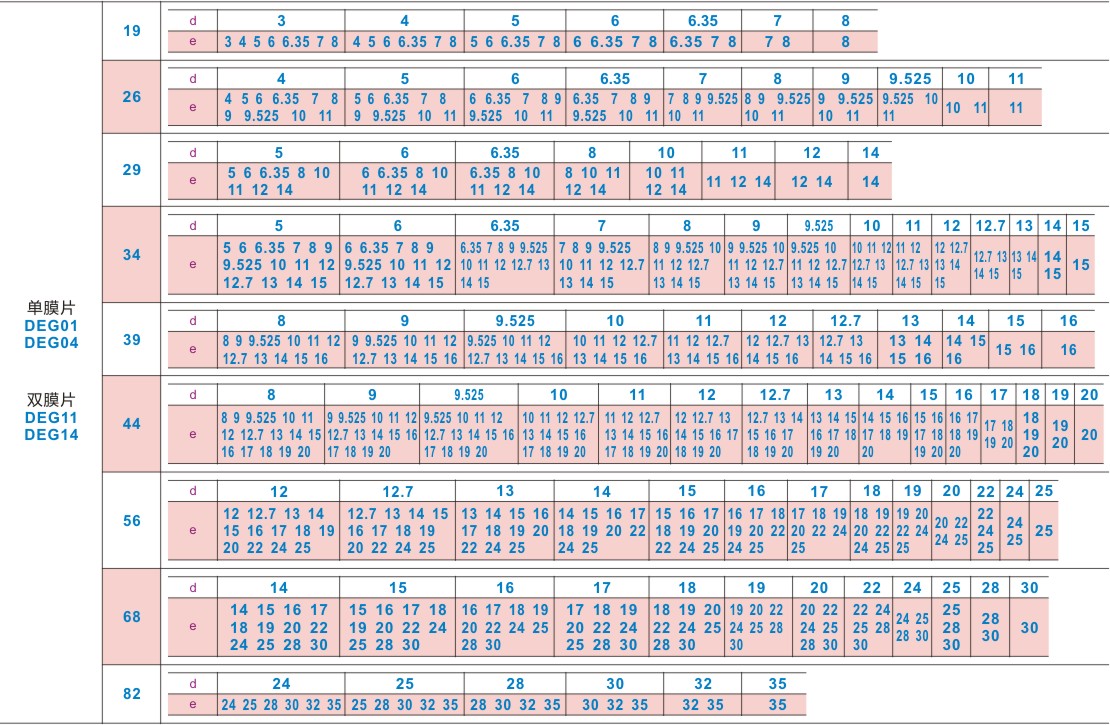 单膜片
DEG01
DEG04
双膜片
DEG11
DEG14
19
d 3 4 5 6 6.35 7 8
e 3 4 5 6 6.35 7 8 4 5 6 6.35 7 8 5 6 6.35 7 8 6 6.35 7 8 6.35 7 8 7 8 8
26
d 4 5 6 6.35 7 8 9 9.525 10 11
4 5 6 6.35 7 8 5 6 6.35 7 8 6 6.35 7 8 9 6.35 7 8 9 7 8 9 9.525 8 9 9.525 9 9.525 9.525 10
e 10 11 11
9 9.525 10 11 9 9.525 10 11 9.525 10 11 9.525 10 11 10 11 10 11 10 11 11
29
d 5 6 6.35 8 10 11 12 14
5 6 6.35 8 10 6 6.35 8 10 6.35 8 10 8 10 11 10 11
e 11 12 14 12 14 14
11 12 14 11 12 14 11 12 14 12 14 12 14
34
d 5 6 6.35 7 8 9 9.525 10 11 12 12.7 13 14 15
5 6 6.35 7 8 9 6 6.35 7 8 9 6.35 7 8 9 9.525 7 8 9 9.525 8 9 9.525 10 9 9.525 10 9.525 10 10 11 12 11 12 12 12.7 12.7 13 13 14 14
e 9.525 10 11 12 9.525 10 11 12 10 11 12 12.7 13 10 11 12 12.7 11 12 12.7 11 12 12.7 11 12 12.7 12.7 13 12.7 13 13 14 15
12.7 13 14 15 12.7 13 14 15 14 15 13 14 15 13 14 15 13 14 15 13 14 15 14 15 14 15 15 14 15 15 15
39
d 8 9 9.525 10 11 12 12.7 13 14 15 16
8 9 9.525 10 11 12 9 9.525 10 11 12 9.525 10 11 12 10 11 12 12.7 11 12 12.7 12 12.7 13 12.7 13 13 14 14 15
e 15 16 16
12.7 13 14 15 16 12.7 13 14 15 16 12.7 13 14 15 16 13 14 15 16 13 14 15 16 14 15 16 14 15 16 15 16 16
44
d 8 9 9.525 10 11 12 12.7 13 14 15 16 17 18 19 20
8 9 9.525 10 11 9 9.525 10 11 12 9.525 10 11 12 10 11 12 12.7 11 12 12.7 12 12.7 13 12.7 13 14 13 14 15 14 15 16 15 16 16 17 17 18 18 19
e 12 12.7 13 14 15 12.7 13 14 15 16 12.7 13 14 15 16 13 14 15 16 13 14 15 16 14 15 16 17 15 16 17 16 17 18 17 18 19 17 18 18 19 19 20
16 17 18 19 20 17 18 19 20 17 18 19 20 17 18 19 20 17 18 19 20 18 19 20 18 19 20 19 20 20 19 20 20 19 20 20 20
56
d 12 12.7 13 14 15 16 17 18 19 20 22 24 25
12 12.7 13 14 12.7 13 14 15 13 14 15 16 14 15 16 17 15 16 17 16 17 18 17 18 19 18 19 19 20 20 22 22 24
e 15 16 17 18 19 16 17 18 19 17 18 19 20 18 19 20 22 18 19 20 19 20 22 20 22 24 20 22 22 24 24 25
20 22 24 25 20 22 24 25 22 24 25 24 25 22 24 25 24 25 25 24 25 25 24 25 25 25
68
d 14 15 16 17 18 19 20 22 24 25 28 30
14 15 16 17 15 16 17 18 16 17 18 19 17 18 19 18 19 20 19 20 22 20 22 22 24 24 25 25 28
e 18 19 20 22 19 20 22 24 20 22 24 25 20 22 24 22 24 25 24 25 28 24 25 25 28 28 30
24 25 28 30 25 28 30 28 30 25 28 30 28 30 30 28 30 30 28 30 30 30
82
d 24 25 28 30 32 35
e 24 25 28 30 32 35 25 28 30 32 35 28 30 32 35 30 32 35 32 35 35